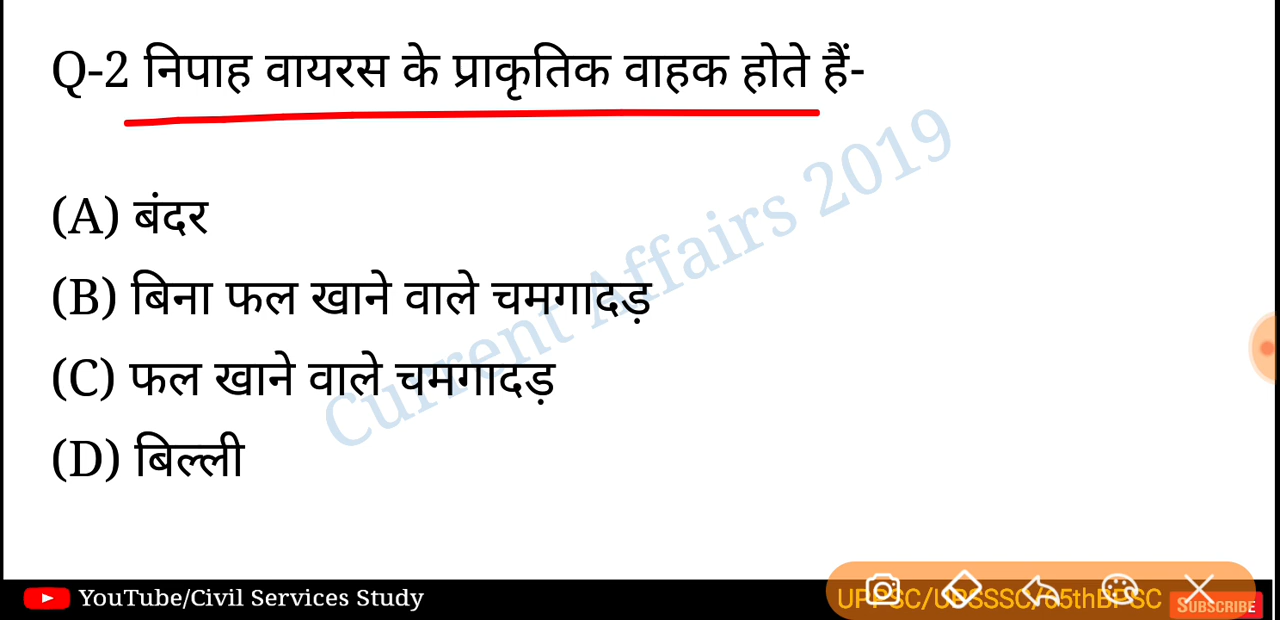 Q-2 निपाह वायरस के प्राकृतिक वाहक होते हैं-
(A) बंदर
(B) बिना फल खाने वाले चमगादड़
(C) फल खाने वाले चमगादड़
(D) बिल्ली
Current Affairs 2019
YouTube/Civil Services Study
UPPSC/UPSSSC/65thBPSC
SUBSCRIBE